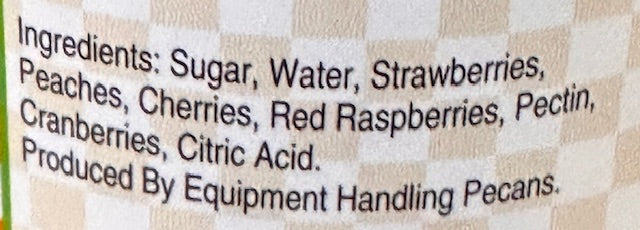 Ingredients: Sugar, Water, Strawberries,
Peaches, Cherries, Red Raspberries, Pectin,
Cranberries, Citric Acid.
Produced By Equipment Handling Pecans.